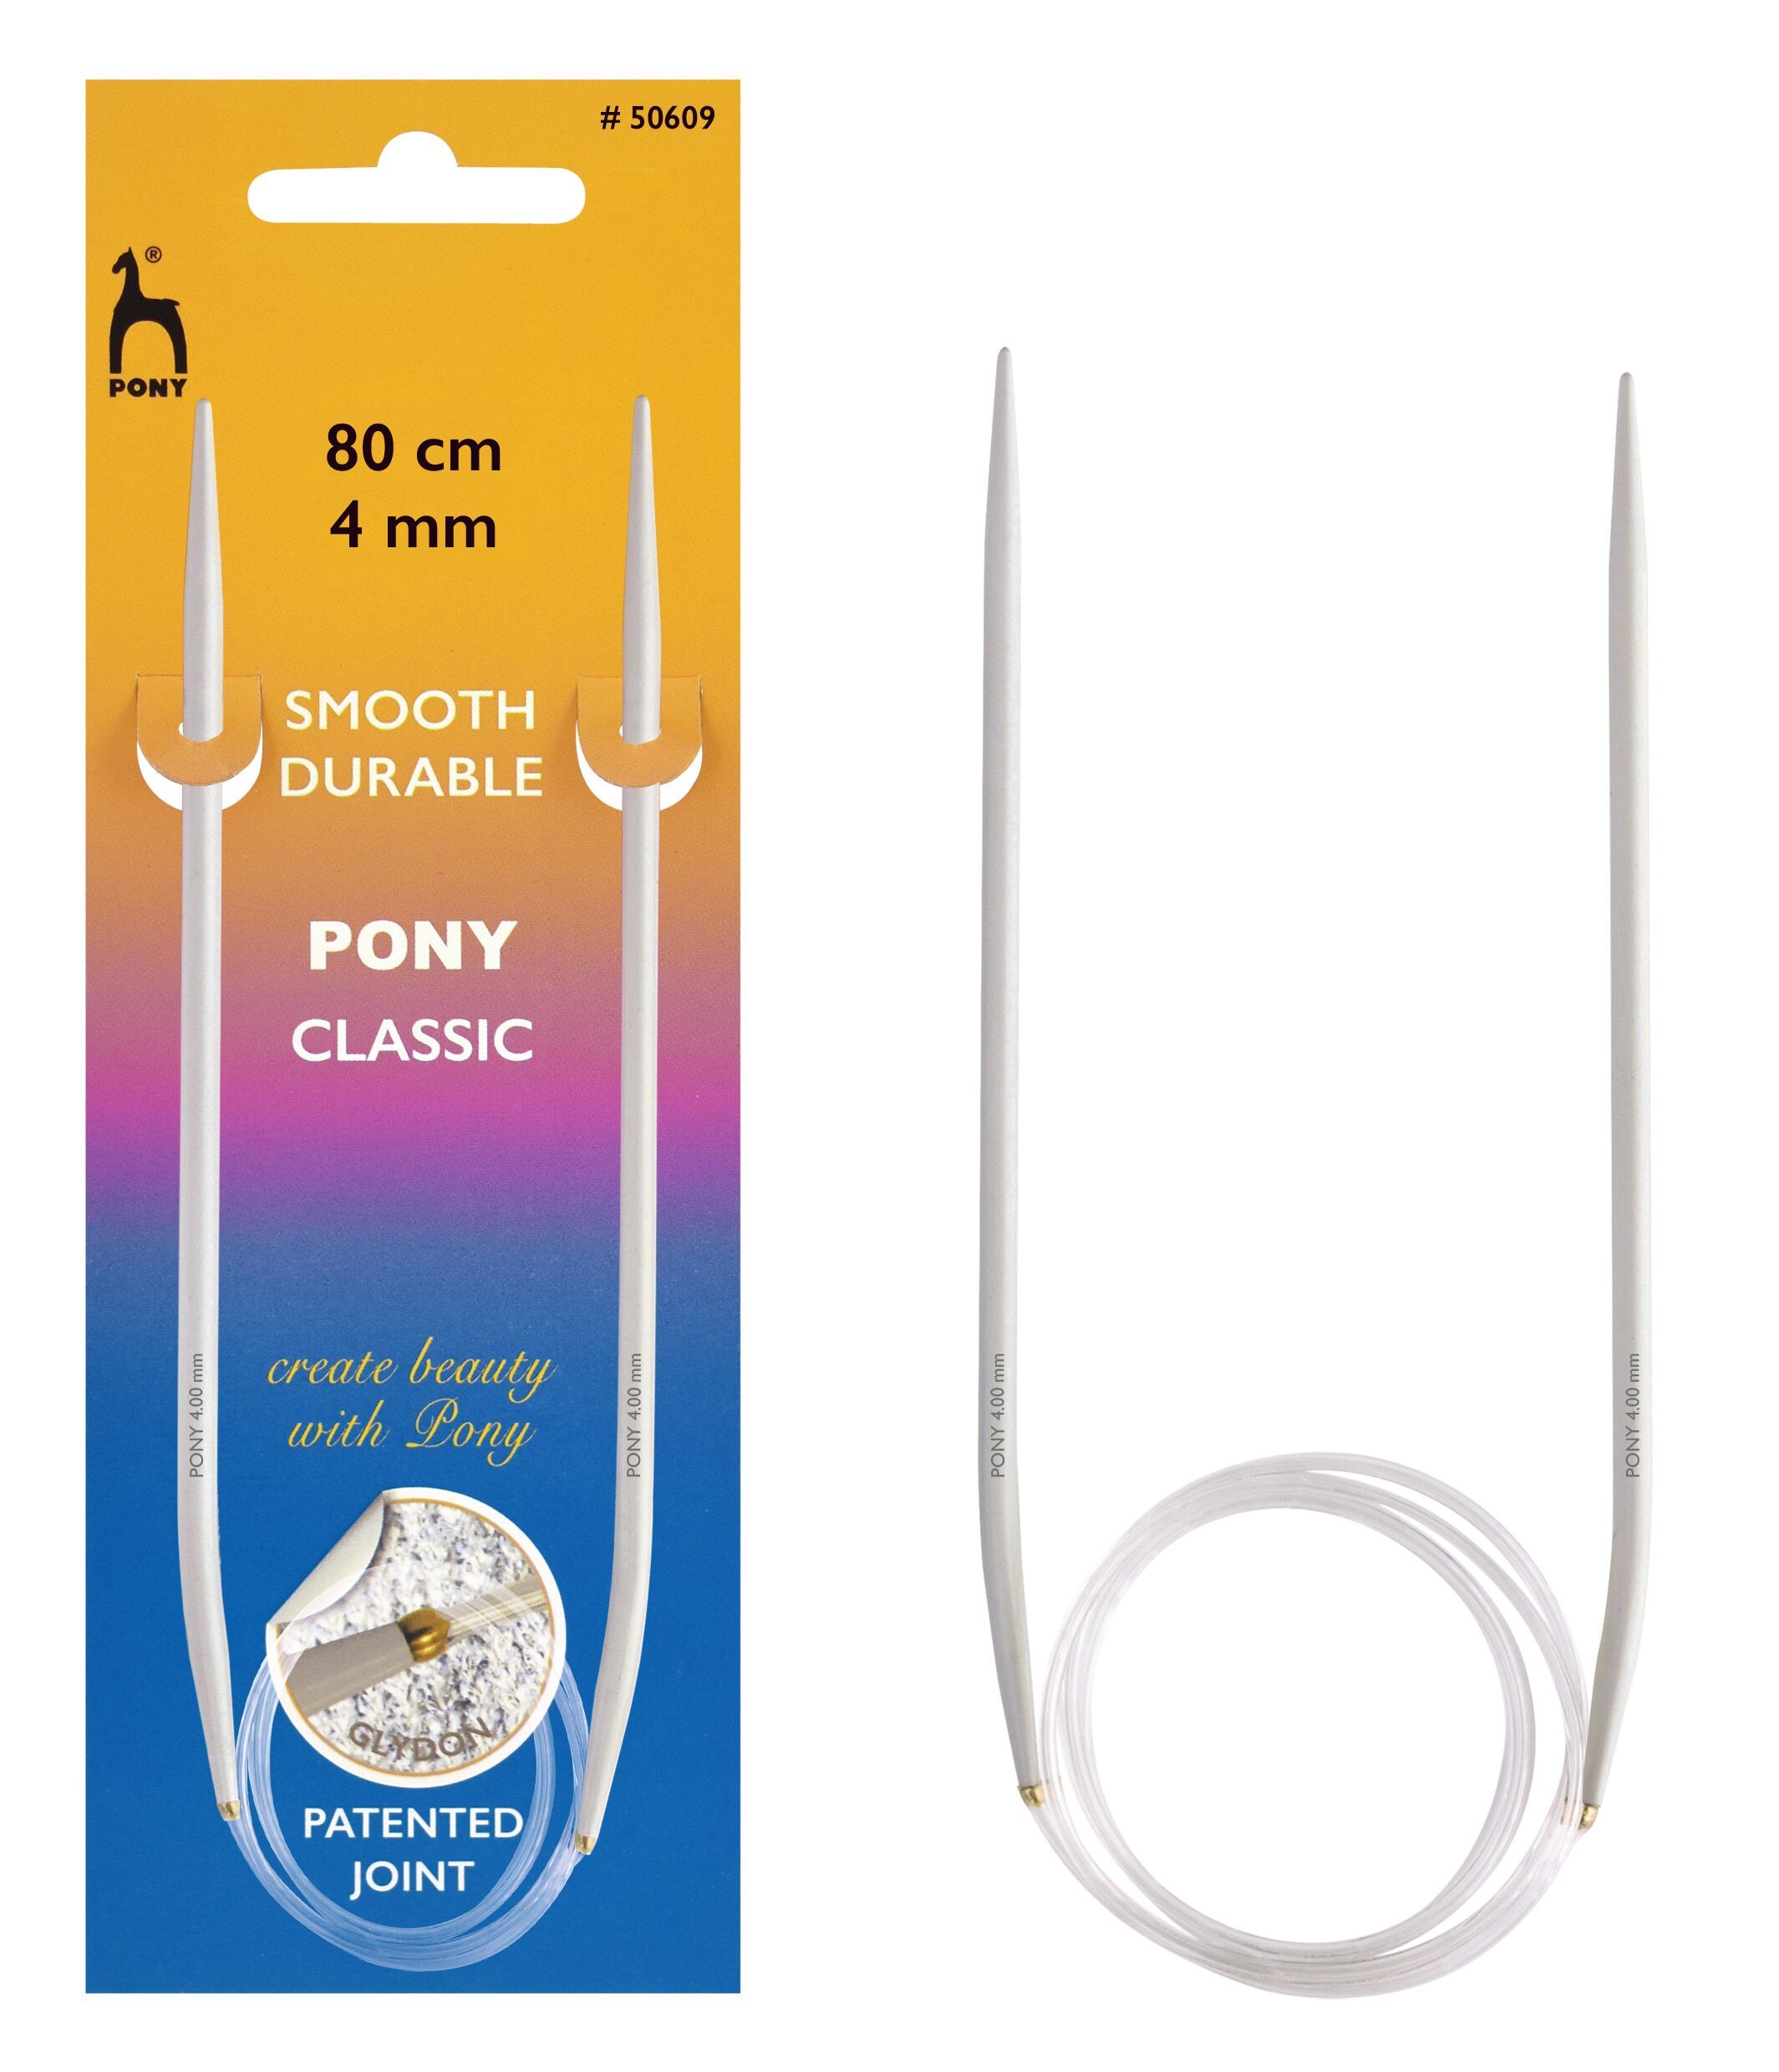 # 50609
®
PONY
80 cm
4 mm
SMOOTH
DURABLE
PONY
CLASSIC
create beauty
with Pony
PONY 4.00 mm
PONY 4.00 mm
GLYDON
PATENTED
JOINT
PONY 4.00 mm
PONY 4.00 mm